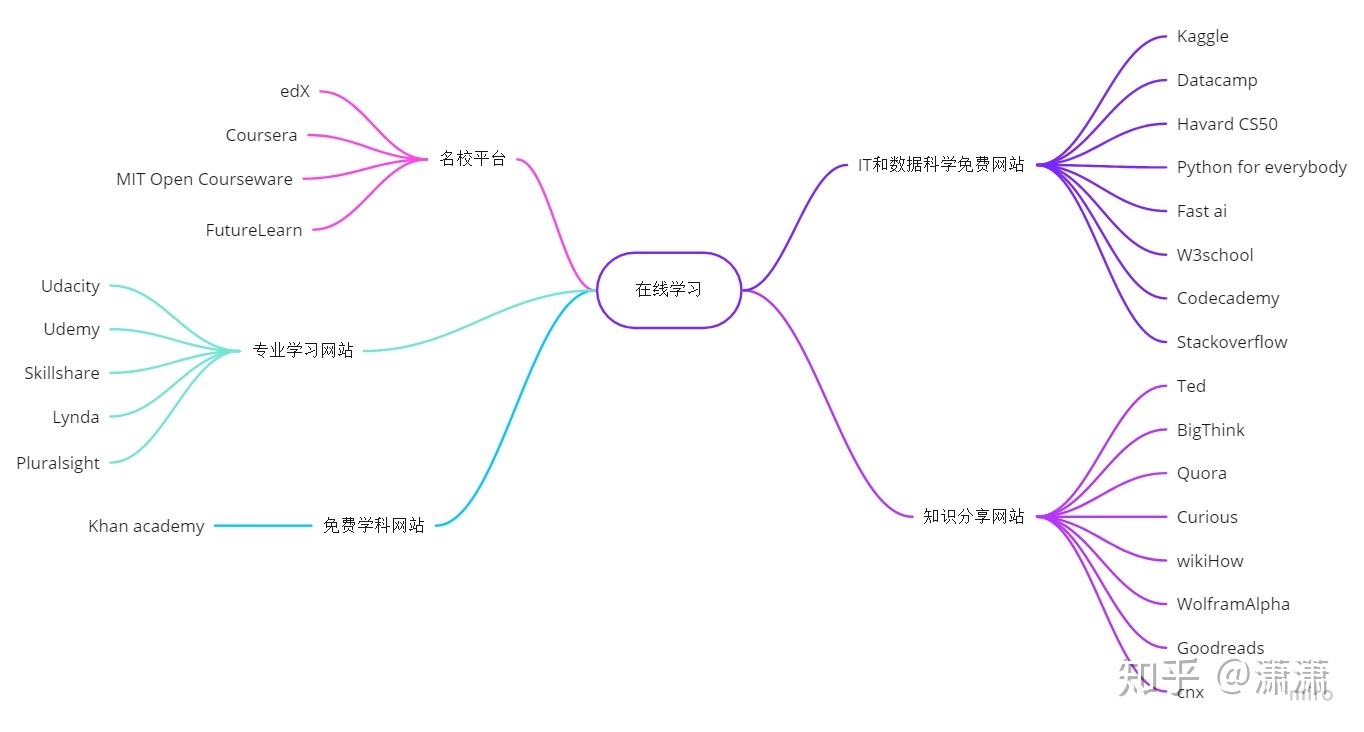 在线学习
名校平台
edX
Coursera
MIT Open Courseware
FutureLearn
专业学习网站
Udacity
Udemy
Skillshare
Lynda
Pluralsight
免费学科网站
Khan academy
IT和数据科学免费网站
Kaggle
Datacamp
Havard CS50
Python for everybody
Fast ai
W3school
Codecademy
Stackoverflow
知识分享网站
Ted
BigThink
Quora
Curious
wikiHow
WolframAlpha
Goodreads
cnx
知乎 @潇潇
miro